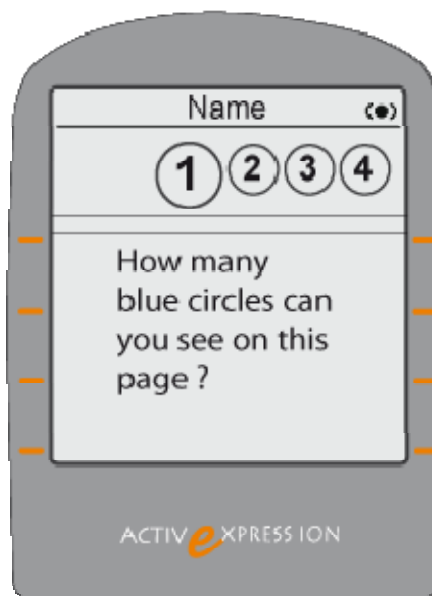 Name
1 2 3 4
How many
blue circles can
you see on this
page ?
ACTIVeXPRESSION